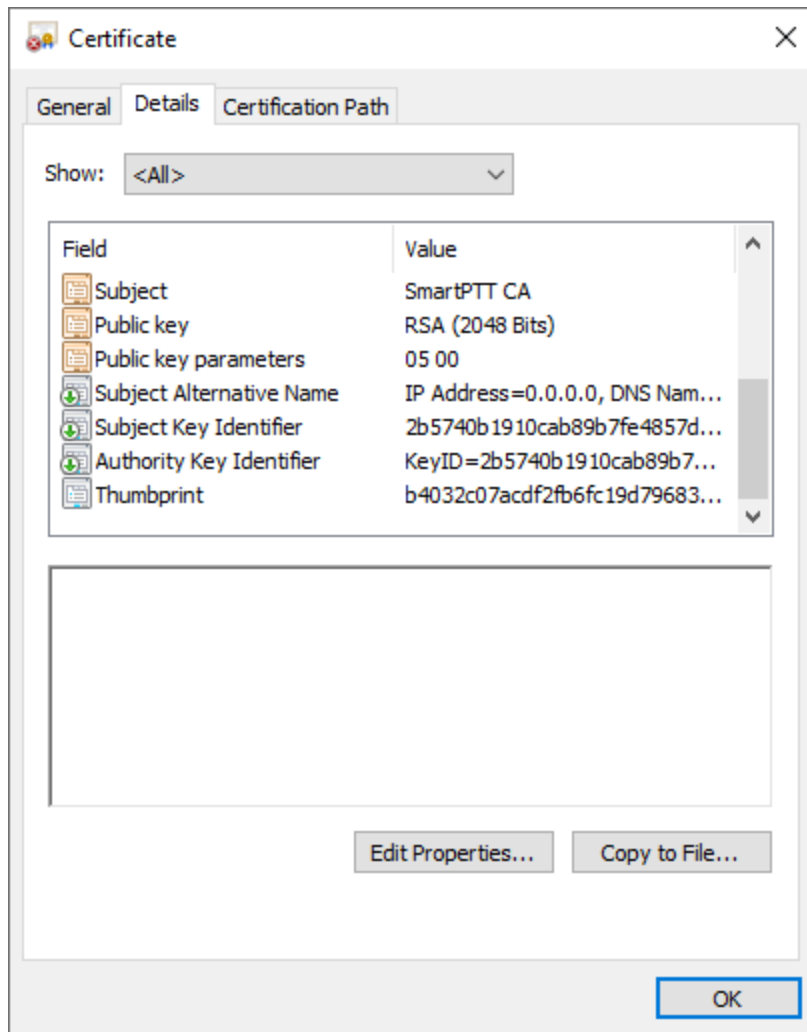 Certificate
General Details Certification Path
Show: <All>
Field Value
Subject SmartPTT CA
Public key RSA (2048 Bits)
Public key parameters 05 00
Subject Alternative Name IP Address=0.0.0.0, DNS Nam...
Subject Key Identifier 2b5740b1910cab89b7fe4857d...
Authority Key Identifier KeyID=2b5740b1910cab89b7...
Thumbprint b4032c07acdf2fb6fc19d79683...
Edit Properties... Copy to File...
OK